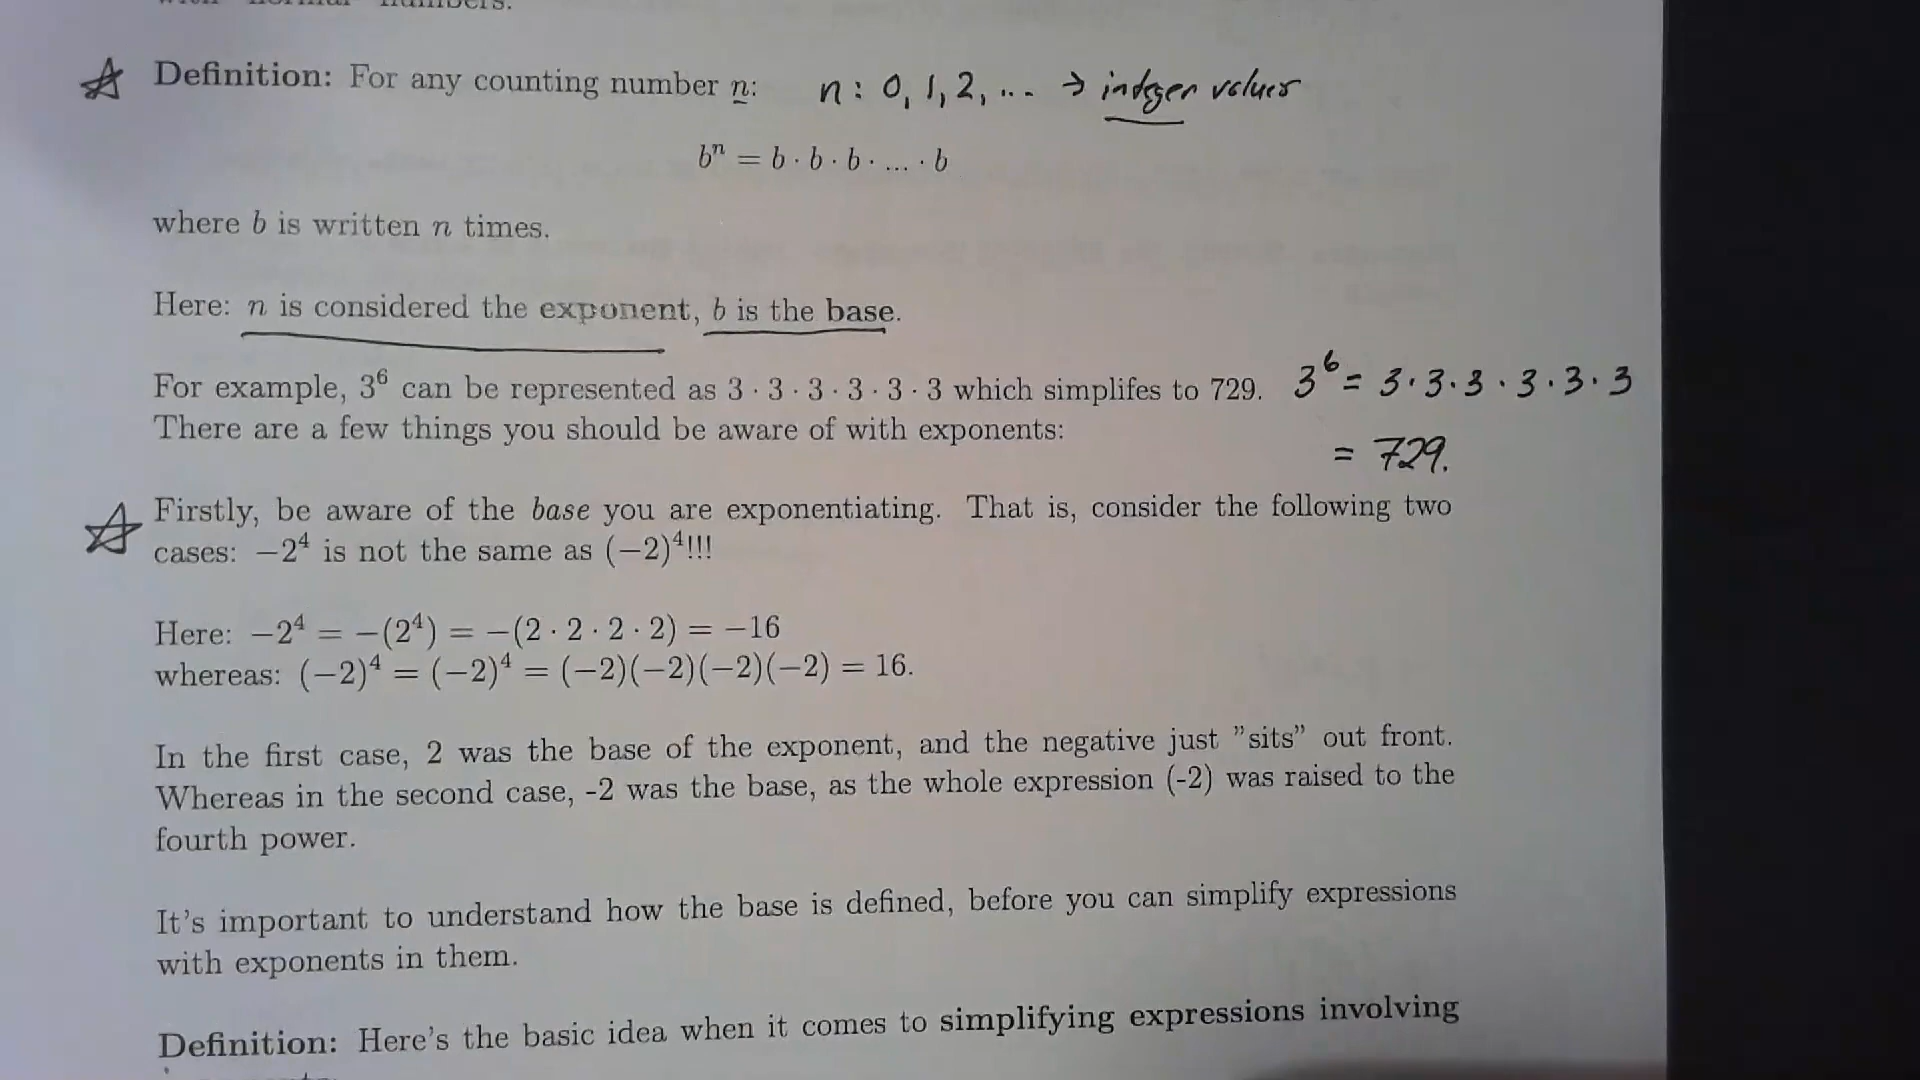 with normal numbers.
Definition: For any counting number n: n : 0, 1, 2, ... → integer values
bⁿ = b · b · b · ... · b
where b is written n times.
Here: n is considered the exponent, b is the base.
For example, 3⁶ can be represented as 3 · 3 · 3 · 3 · 3 · 3 which simplifes to 729. 3⁶ = 3 · 3 · 3 · 3 · 3 · 3
There are a few things you should be aware of with exponents:
= 729.
Firstly, be aware of the base you are exponentiating. That is, consider the following two
cases: −2⁴ is not the same as (−2)⁴!!!
Here: −2⁴ = −(2⁴) = −(2 · 2 · 2 · 2) = −16
whereas: (−2)⁴ = (−2)⁴ = (−2)(−2)(−2)(−2) = 16.
In the first case, 2 was the base of the exponent, and the negative just ”sits” out front.
Whereas in the second case, -2 was the base, as the whole expression (-2) was raised to the
fourth power.
It's important to understand how the base is defined, before you can simplify expressions
with exponents in them.
Definition: Here's the basic idea when it comes to simplifying expressions involving